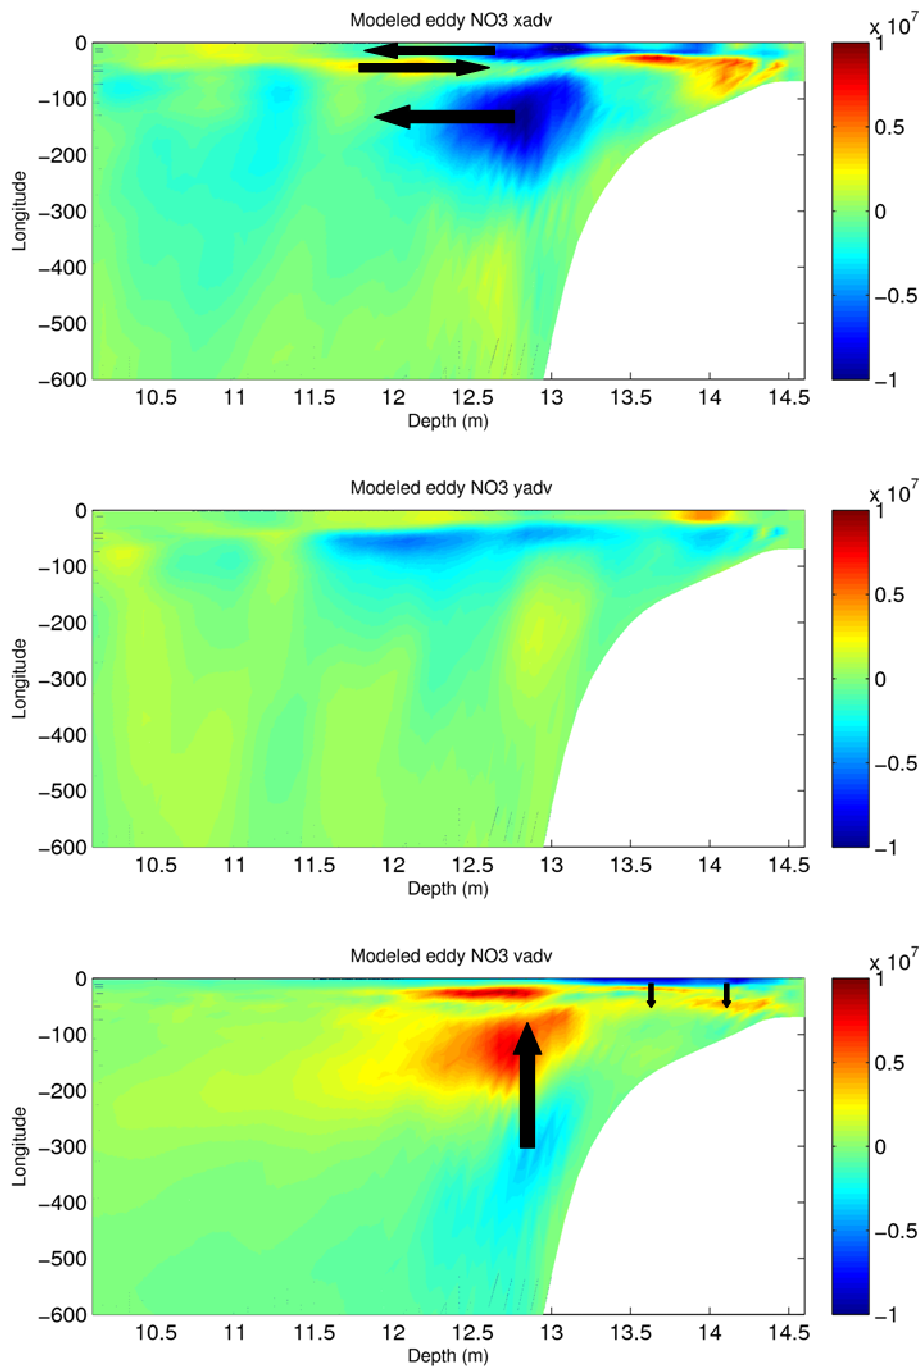 Modeled eddy NO3 xadv
x 10^7
0
−100
−200
−300
−400
−500
−600
Longitude
10.5 11 11.5 12 12.5 13 13.5 14 14.5
Depth (m)
1
0.5
0
−0.5
−1
Modeled eddy NO3 yadv
x 10^7
0
−100
−200
−300
−400
−500
−600
Longitude
10.5 11 11.5 12 12.5 13 13.5 14 14.5
Depth (m)
1
0.5
0
−0.5
−1
Modeled eddy NO3 vadv
x 10^7
0
−100
−200
−300
−400
−500
−600
Longitude
10.5 11 11.5 12 12.5 13 13.5 14 14.5
Depth (m)
1
0.5
0
−0.5
−1